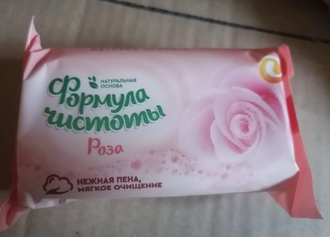 НАТУРАЛЬНАЯ
ОСНОВА
Формула
чистоты
Роза
НЕЖНАЯ ПЕНА,
МЯГКОЕ ОЧИЩЕНИЕ